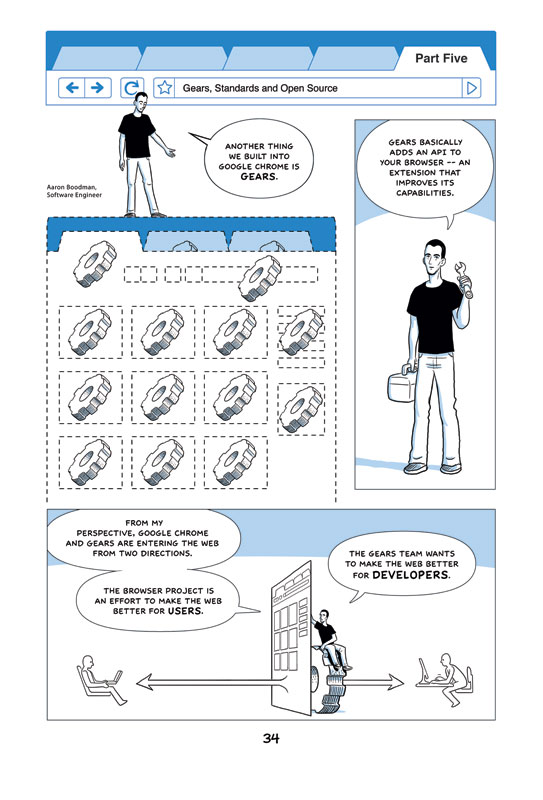 Part Five
Gears, Standards and Open Source
ANOTHER THING
WE BUILT INTO
GOOGLE CHROME IS
GEARS.
Aaron Boodman,
Software Engineer
GEARS BASICALLY
ADDS AN API TO
YOUR BROWSER -- AN
EXTENSION THAT
IMPROVES ITS
CAPABILITIES.
FROM MY
PERSPECTIVE, GOOGLE CHROME
AND GEARS ARE ENTERING THE WEB
FROM TWO DIRECTIONS.
THE BROWSER PROJECT IS
AN EFFORT TO MAKE THE WEB
BETTER FOR USERS.
THE GEARS TEAM WANTS
TO MAKE THE WEB BETTER
FOR DEVELOPERS.
34